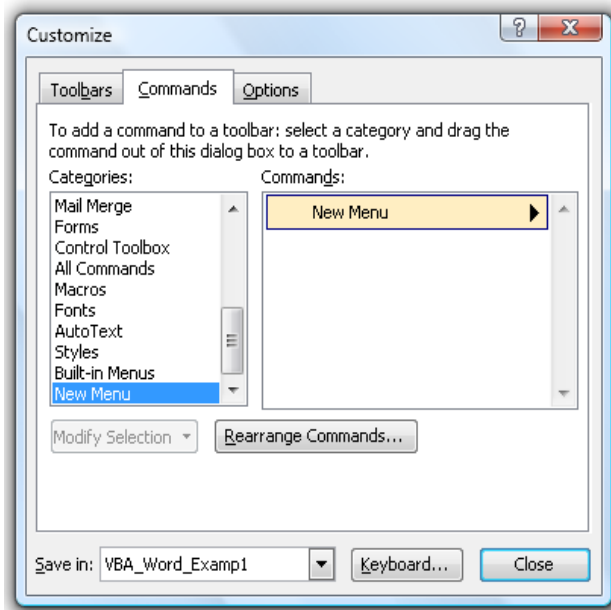 Customize
?
Toolbars Commands Options
To add a command to a toolbar: select a category and drag the
command out of this dialog box to a toolbar.
Categories: Commands:
Mail Merge
New Menu
Forms
Control Toolbox
All Commands
Macros
Fonts
AutoText
Styles
Built-in Menus
New Menu
Modify Selection Rearrange Commands...
Save in: VBA_Word_Examp1 Keyboard... Close